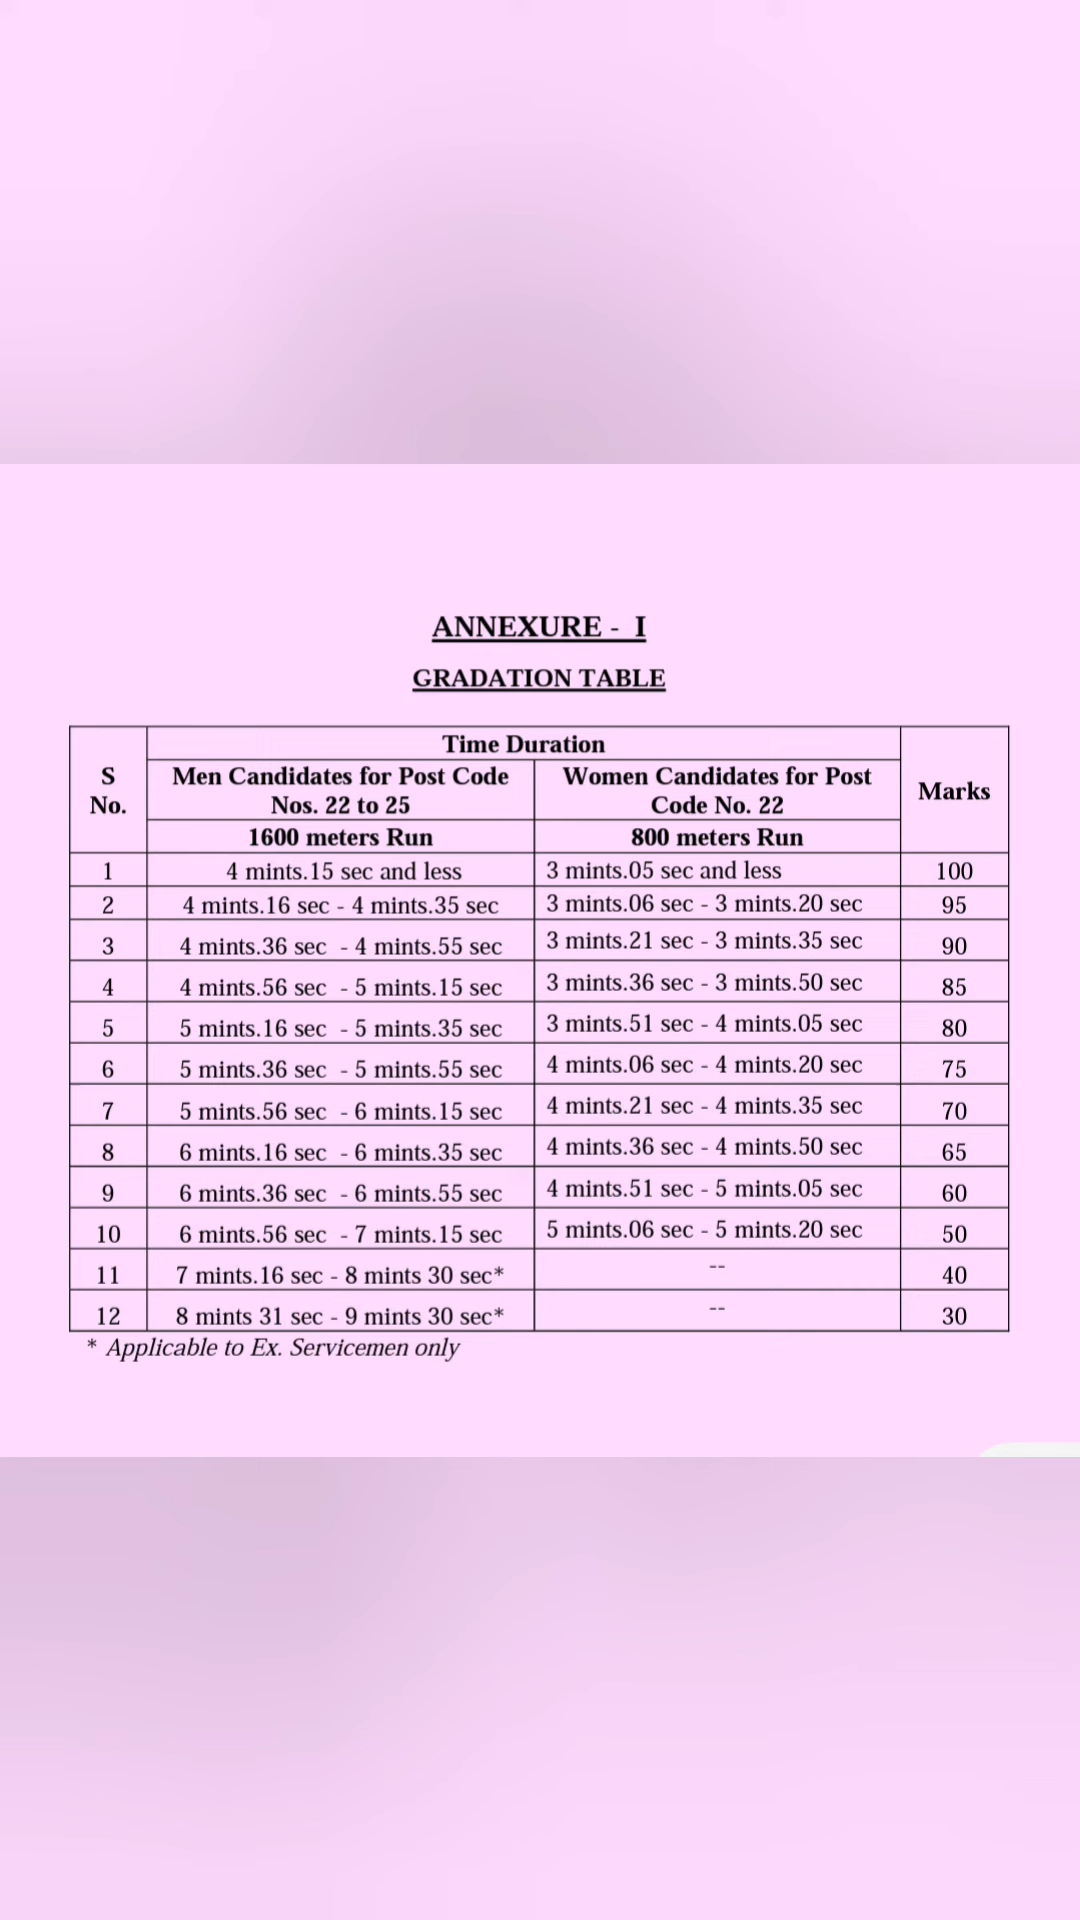 ANNEXURE - I
GRADATION TABLE
S No. Time Duration Marks
Men Candidates for Post Code Nos. 22 to 25 Women Candidates for Post Code No. 22
1600 meters Run 800 meters Run
1 4 mints.15 sec and less 3 mints.05 sec and less 100
2 4 mints.16 sec - 4 mints.35 sec 3 mints.06 sec - 3 mints.20 sec 95
3 4 mints.36 sec - 4 mints.55 sec 3 mints.21 sec - 3 mints.35 sec 90
4 4 mints.56 sec - 5 mints.15 sec 3 mints.36 sec - 3 mints.50 sec 85
5 5 mints.16 sec - 5 mints.35 sec 3 mints.51 sec - 4 mints.05 sec 80
6 5 mints.36 sec - 5 mints.55 sec 4 mints.06 sec - 4 mints.20 sec 75
7 5 mints.56 sec - 6 mints.15 sec 4 mints.21 sec - 4 mints.35 sec 70
8 6 mints.16 sec - 6 mints.35 sec 4 mints.36 sec - 4 mints.50 sec 65
9 6 mints.36 sec - 6 mints.55 sec 4 mints.51 sec - 5 mints.05 sec 60
10 6 mints.56 sec - 7 mints.15 sec 5 mints.06 sec - 5 mints.20 sec 50
11 7 mints.16 sec - 8 mints 30 sec* -- 40
12 8 mints 31 sec - 9 mints 30 sec* -- 30
* Applicable to Ex. Servicemen only